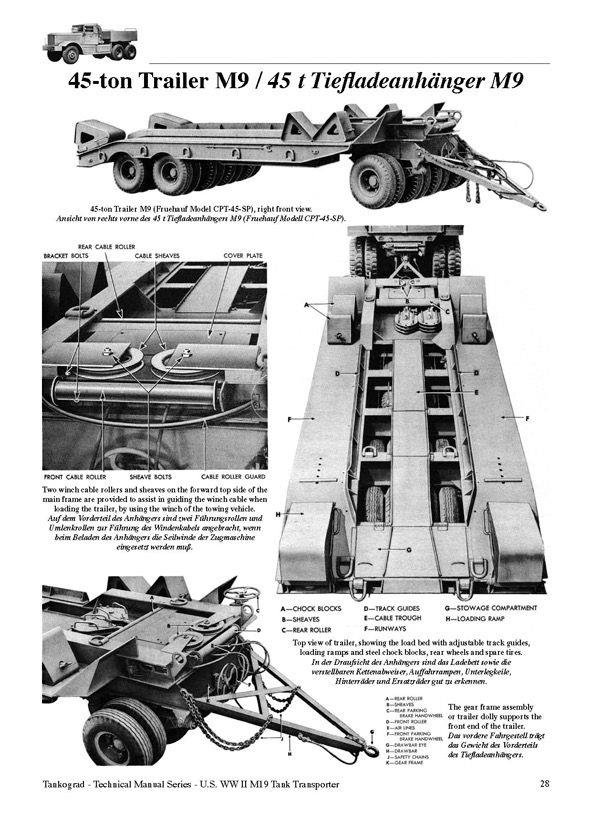 45-ton Trailer M9 / 45 t Tiefladeanhänger M9
45-ton Trailer M9 (Fruehauf Model CPT-45-SP), right front view.
Ansicht von rechts vorne des 45 t Tiefladeanhängers M9 (Fruehauf Modell CPT-45-SP).
REAR CABLE ROLLER
BRACKET BOLTS
CABLE SHEAVES
COVER PLATE
FRONT CABLE ROLLER
SHEAVE BOLTS
CABLE ROLLER GUARD
Two winch cable rollers and sheaves on the forward top side of the
main frame are provided to assist in guiding the winch cable when
loading the trailer, by using the winch of the towing vehicle.
Auf dem Vorderteil des Anhängers sind zwei Führungsrollen und
Umlenkrollen zur Führung des Windenkabels angebracht, wenn
beim Beladen des Anhängers die Seilwinde der Zugmaschine
eingesetzt werden muß.
A
B
C
D
D
E
F
F
H
G
A—CHOCK BLOCKS
B—SHEAVES
C—REAR ROLLER
D—TRACK GUIDES
E—CABLE TROUGH
F—RUNWAYS
G—STOWAGE COMPARTMENT
H—LOADING RAMP
Top view of trailer, showing the load bed with adjustable track guides,
loading ramps and steel chock blocks, rear wheels and spare tires.
In der Draufsicht des Anhängers sind das Ladebett sowie die
verstellbaren Kettenabweiser, Auffahrrampen, Unterlegkeile,
Hinterräder und Ersatzräder gut zu erkennen.
C
D
G
H
J
A—REAR ROLLER
B—SHEAVES
C—REAR PARKING
BRAKE HANDWHEEL
D—FRONT ROLLER
E—AIR LINES
F—FRONT PARKING
BRAKE HANDWHEEL
G—DRAWBAR EYE
H—DRAWBAR
J—SAFETY CHAINS
K—GEAR FRAME
The gear frame assembly
or trailer dolly supports the
front end of the trailer.
Das vordere Fahrgestell trägt
das Gewicht des Vorderteils
des Tiefladeanhängers.
Tankograd - Technical Manual Series - U.S. WW II M19 Tank Transporter
28